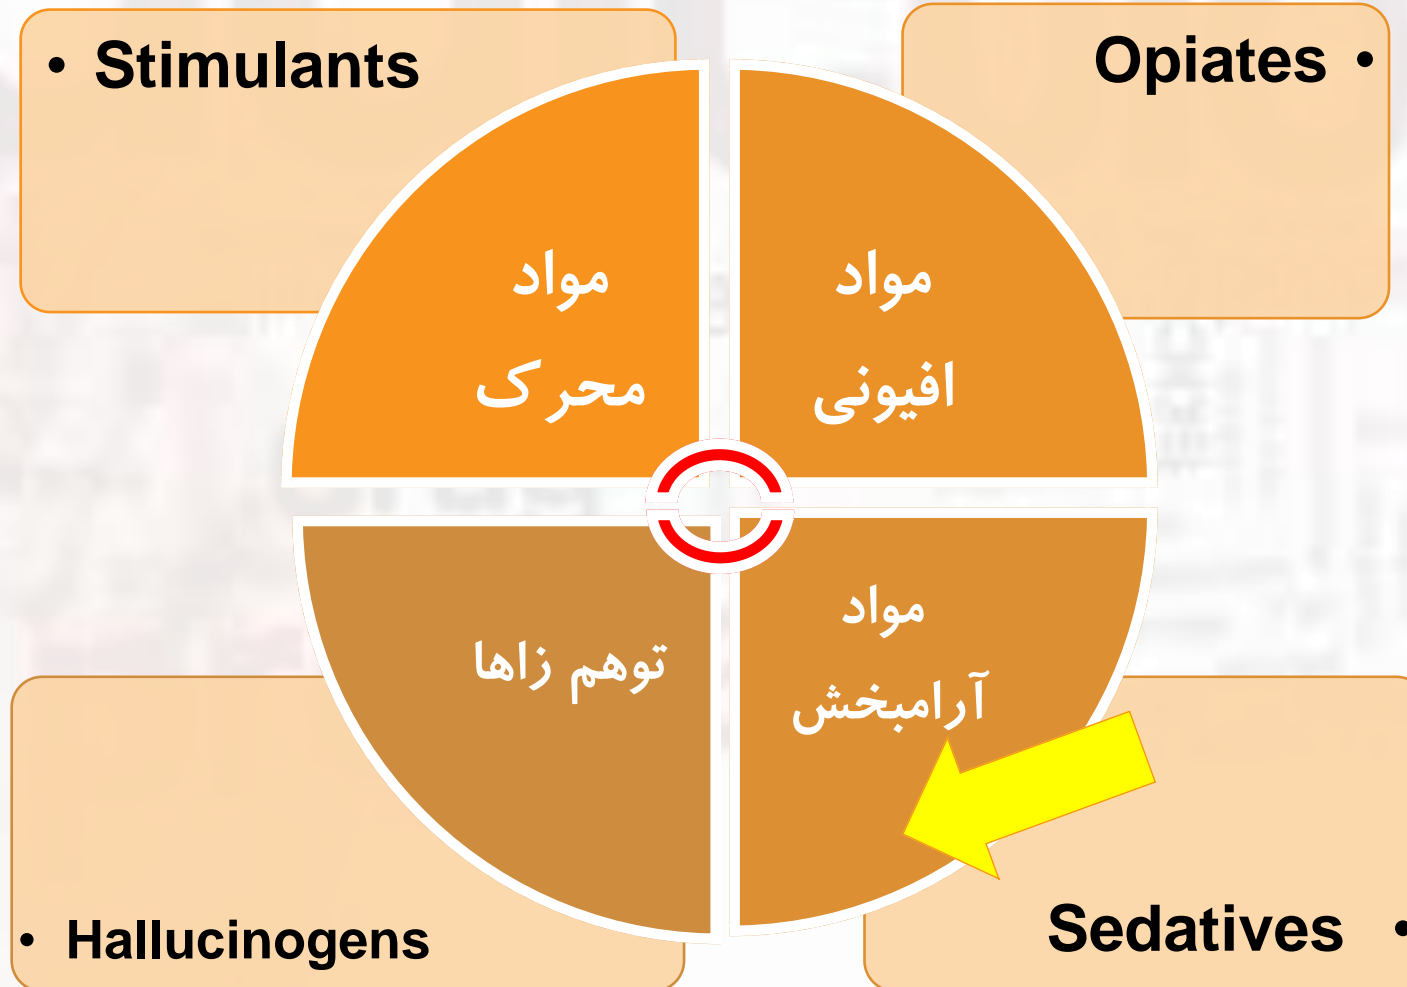 • Stimulants
Opiates •
مواد
محرک
مواد
افیونی
توهم زاها
مواد
آرامبخش
• Hallucinogens
Sedatives •